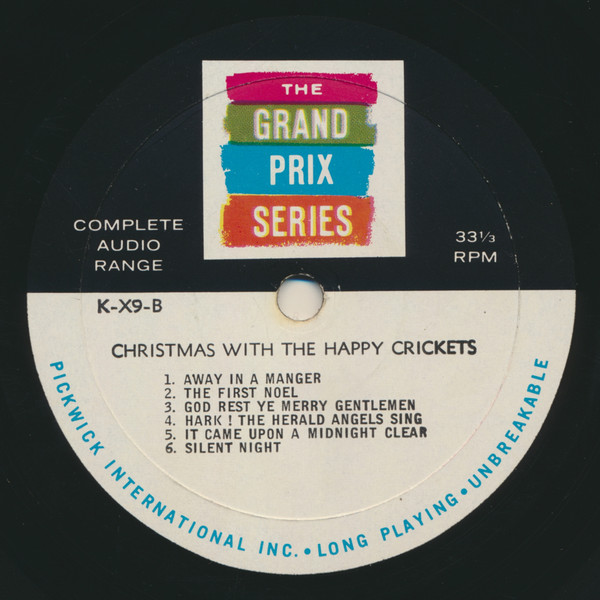 THE
GRAND
PRIX
SERIES
COMPLETE
AUDIO
RANGE
33⅓
RPM
K-X9-B
CHRISTMAS WITH THE HAPPY CRICKETS
1. AWAY IN A MANGER
2. THE FIRST NOEL
3. GOD REST YE MERRY GENTLEMEN
4. HARK ! THE HERALD ANGELS SING
5. IT CAME UPON A MIDNIGHT CLEAR
6. SILENT NIGHT
PICKWICK INTERNATIONAL INC. • LONG PLAYING • UNBREAKABLE